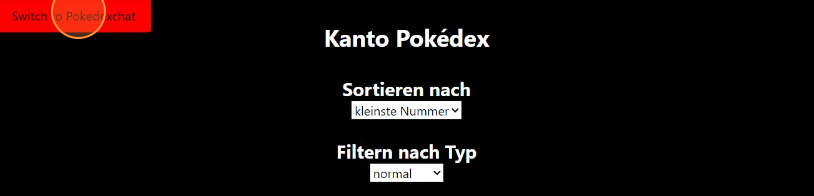 Switch to Pokedexchat
Kanto Pokédex
Sortieren nach
kleinste Nummer
Filtern nach Typ
normal